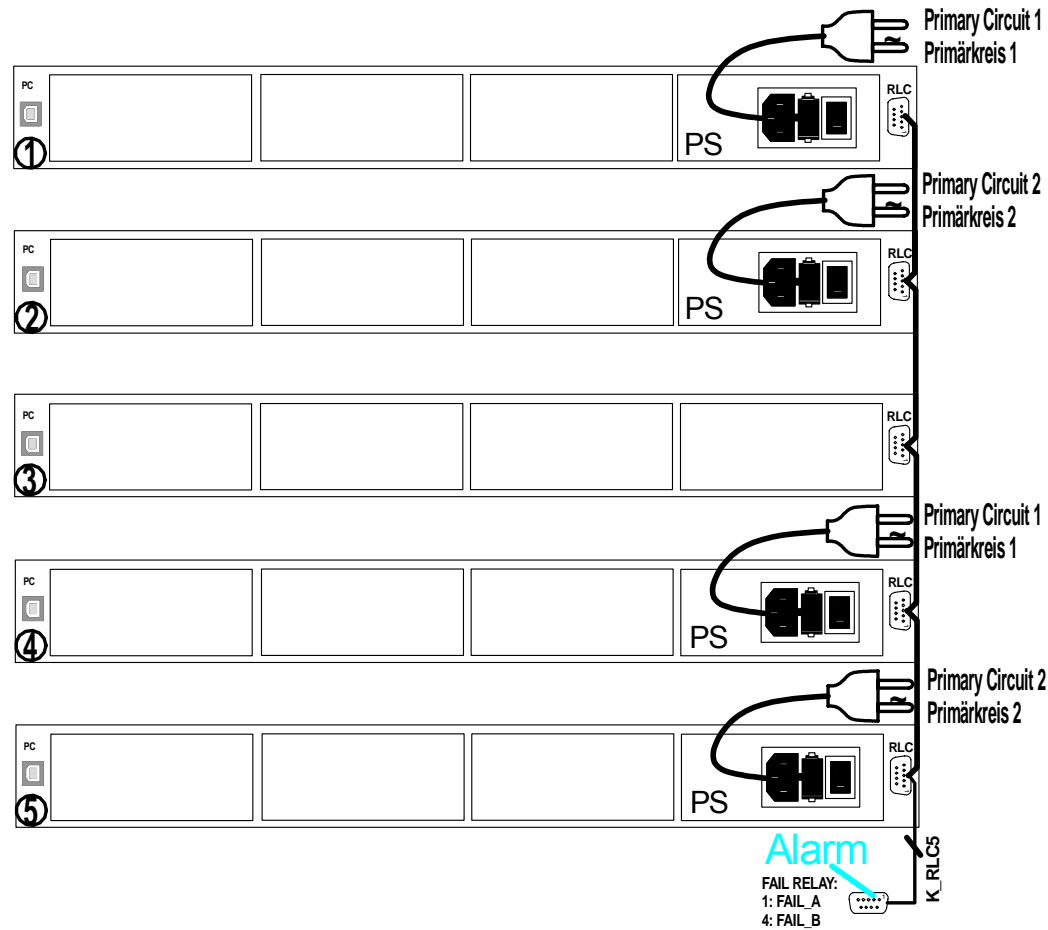 Primary Circuit 1
Primärkreis 1
PC
RLC
1
PS
Primary Circuit 2
Primärkreis 2
PC
RLC
2
PS
PC
RLC
3
Primary Circuit 1
Primärkreis 1
PC
RLC
4
PS
Primary Circuit 2
Primärkreis 2
PC
RLC
5
PS
Alarm
K_RLC5
FAIL RELAY:
1: FAIL_A
4: FAIL_B